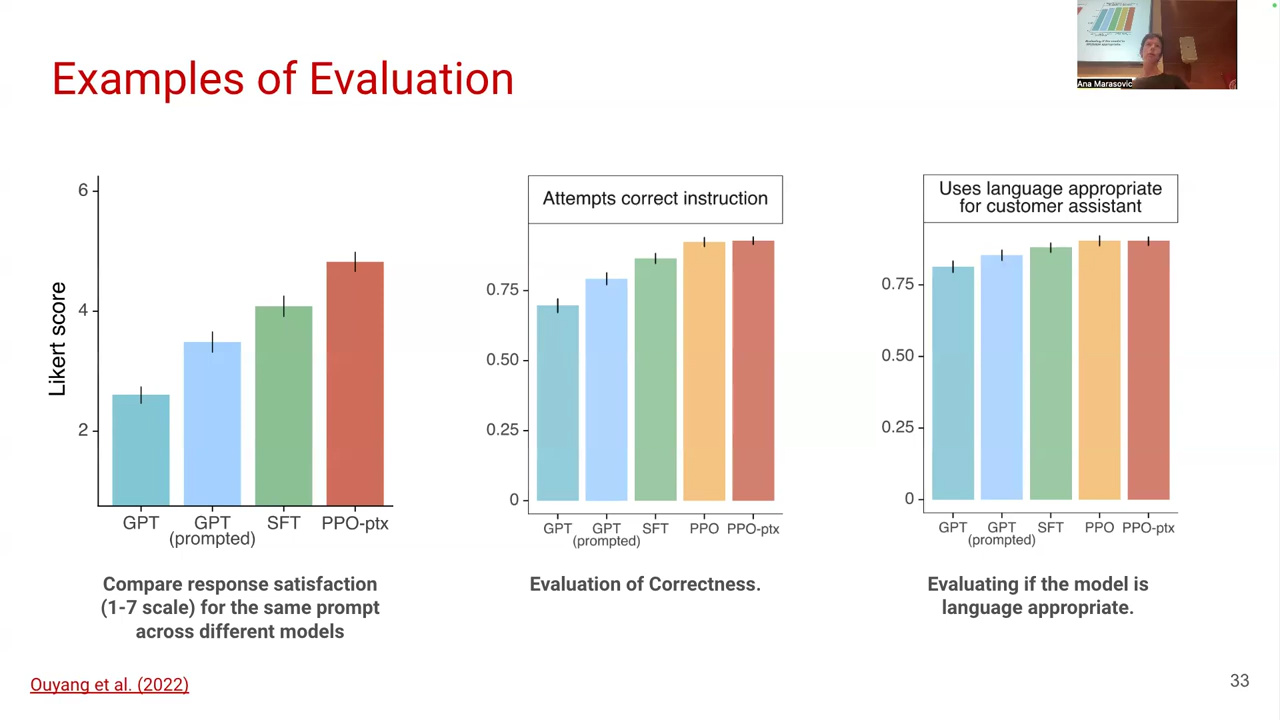 Examples of Evaluation
Ana Marasovic
6
4
2
Likert score
GPT
GPT
(prompted)
SFT
PPO-ptx
Compare response satisfaction
(1-7 scale) for the same prompt
across different models
Attempts correct instruction
0.75
0.50
0.25
0
GPT
GPT
(prompted)
SFT
PPO
PPO-ptx
Evaluation of Correctness.
Uses language appropriate
for customer assistant
0.75
0.50
0.25
0
GPT
GPT
(prompted)
SFT
PPO
PPO-ptx
Evaluating if the model is
language appropriate.
Ouyang et al. (2022)
33